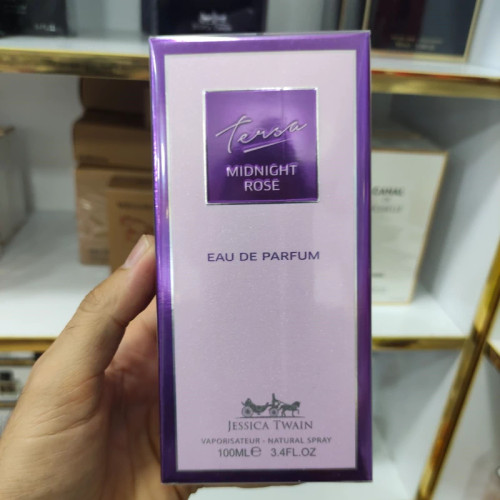 Tersa
MIDNIGHT
ROSE
EAU DE PARFUM
JESSICA TWAIN
VAPORISATEUR - NATURAL SPRAY
100ML℮ 3.4FL.OZ